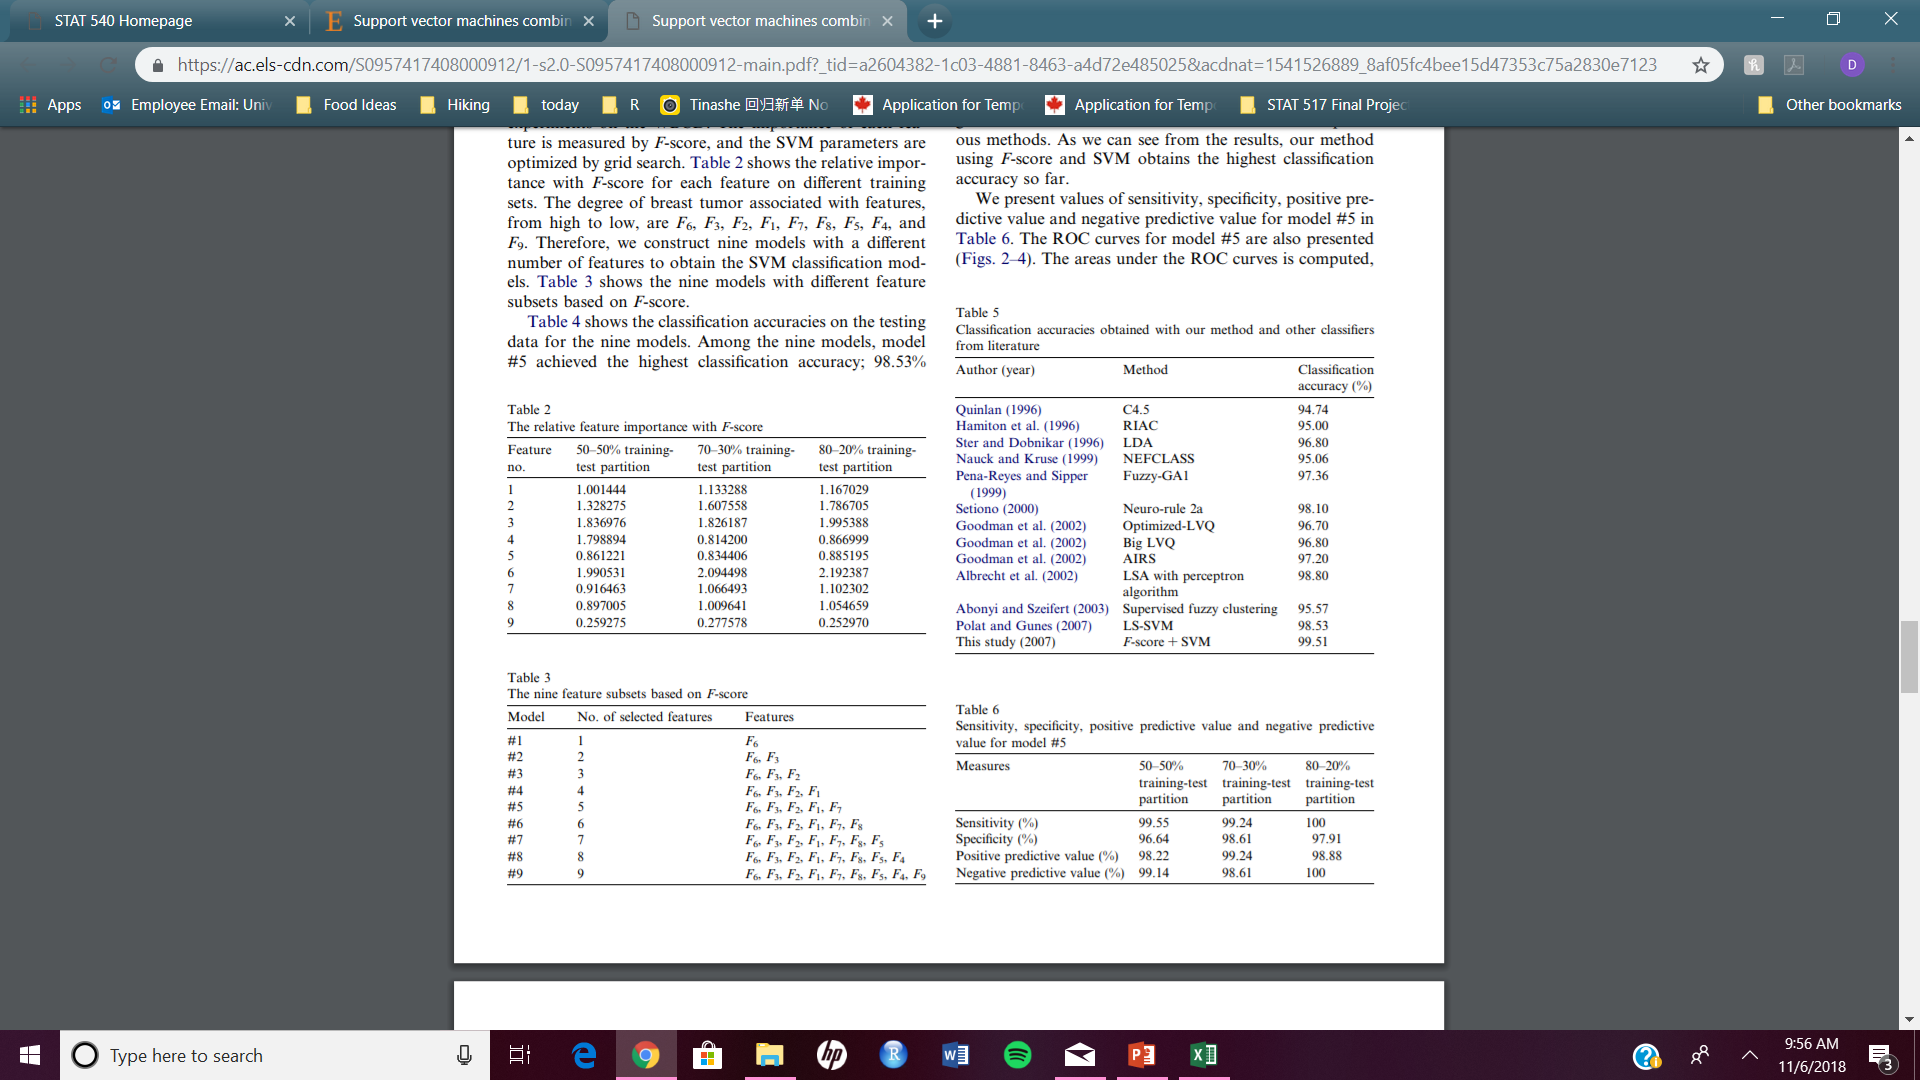 STAT 540 Homepage
Support vector machines combin
Support vector machines combin
https://ac.els-cdn.com/S0957417408000912/1-s2.0-S0957417408000912-main.pdf?_tid=a2604382-1c03-4881-8463-a4d72e485025&acdnat=1541526889_8af05fc4bee15d47353c75a2830e7123
D
Apps
Employee Email: Univ
Food Ideas
Hiking
today
R
Tinashe 回归新单 No
Application for Temp
Application for Temp
STAT 517 Final Projec
Other bookmarks
ture is measured by F-score, and the SVM parameters are
optimized by grid search. Table 2 shows the relative impor-
tance with F-score for each feature on different training
sets. The degree of breast tumor associated with features,
from high to low, are F6, F3, F2, F1, F7, F8, F5, F4, and
F9. Therefore, we construct nine models with a different
number of features to obtain the SVM classification mod-
els. Table 3 shows the nine models with different feature
subsets based on F-score.
Table 4 shows the classification accuracies on the testing
data for the nine models. Among the nine models, model
#5 achieved the highest classification accuracy; 98.53%
Table 2
The relative feature importance with F-score
Feature 50–50% training- 70–30% training- 80–20% training-
no. test partition test partition test partition
1 1.001444 1.133288 1.167029
2 1.328275 1.607558 1.786705
3 1.836976 1.826187 1.995388
4 1.798894 0.814200 0.866999
5 0.861221 0.834406 0.885195
6 1.990531 2.094498 2.192387
7 0.916463 1.066493 1.102302
8 0.897005 1.009641 1.054659
9 0.259275 0.277578 0.252970
Table 3
The nine feature subsets based on F-score
Model No. of selected features Features
#1 1 F6
#2 2 F6, F3
#3 3 F6, F3, F2
#4 4 F6, F3, F2, F1
#5 5 F6, F3, F2, F1, F7
#6 6 F6, F3, F2, F1, F7, F8
#7 7 F6, F3, F2, F1, F7, F8, F5
#8 8 F6, F3, F2, F1, F7, F8, F5, F4
#9 9 F6, F3, F2, F1, F7, F8, F5, F4, F9
ous methods. As we can see from the results, our method
using F-score and SVM obtains the highest classification
accuracy so far.
We present values of sensitivity, specificity, positive pre-
dictive value and negative predictive value for model #5 in
Table 6. The ROC curves for model #5 are also presented
(Figs. 2–4). The areas under the ROC curves is computed,
Table 5
Classification accuracies obtained with our method and other classifiers
from literature
Author (year) Method Classification
accuracy (%)
Quinlan (1996) C4.5 94.74
Hamiton et al. (1996) RIAC 95.00
Ster and Dobnikar (1996) LDA 96.80
Nauck and Kruse (1999) NEFCLASS 95.06
Pena-Reyes and Sipper Fuzzy-GA1 97.36
(1999)
Setiono (2000) Neuro-rule 2a 98.10
Goodman et al. (2002) Optimized-LVQ 96.70
Goodman et al. (2002) Big LVQ 96.80
Goodman et al. (2002) AIRS 97.20
Albrecht et al. (2002) LSA with perceptron 98.80
algorithm
Abonyi and Szeifert (2003) Supervised fuzzy clustering 95.57
Polat and Gunes (2007) LS-SVM 98.53
This study (2007) F-score + SVM 99.51
Table 6
Sensitivity, specificity, positive predictive value and negative predictive
value for model #5
Measures 50–50% 70–30% 80–20%
training-test training-test training-test
partition partition partition
Sensitivity (%) 99.55 99.24 100
Specificity (%) 96.64 98.61 97.91
Positive predictive value (%) 98.22 99.24 98.88
Negative predictive value (%) 99.14 98.61 100
Type here to search
9:56 AM
11/6/2018
3